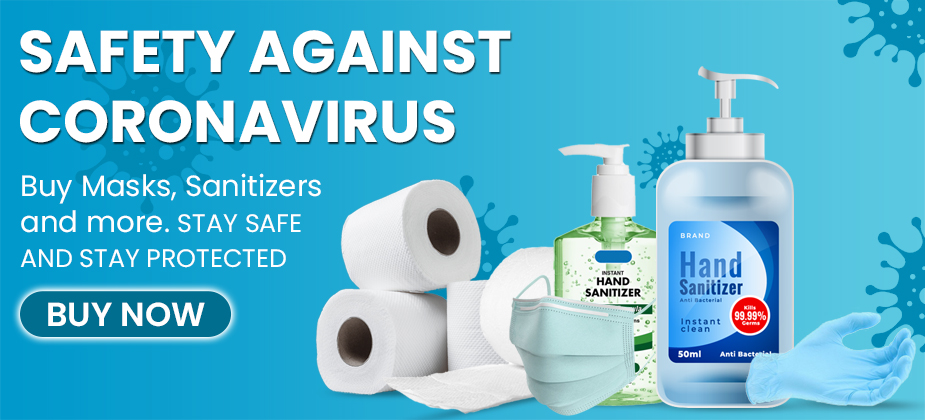 SAFETY AGAINST
CORONAVIRUS
Buy Masks, Sanitizers
and more. STAY SAFE
AND STAY PROTECTED
BUY NOW
INSTANT
HAND
SANITIZER
BRAND
Hand
Sanitizer
Anti Bacterial
Instant
clean
Kills
99.99%
Germs
50ml
Anti Bacterial